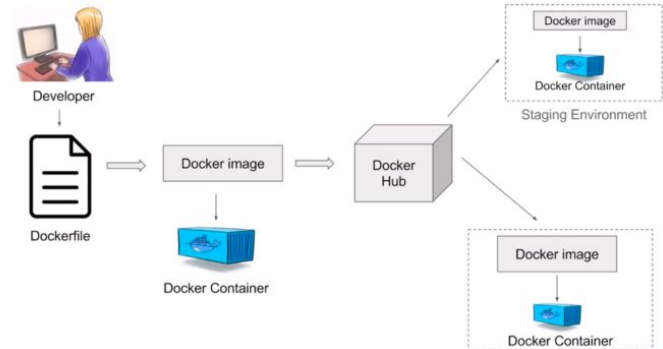 Developer
Dockerfile
Docker image
Docker Container
Docker
Hub
Docker image
Docker Container
Staging Environment
Docker image
Docker Container